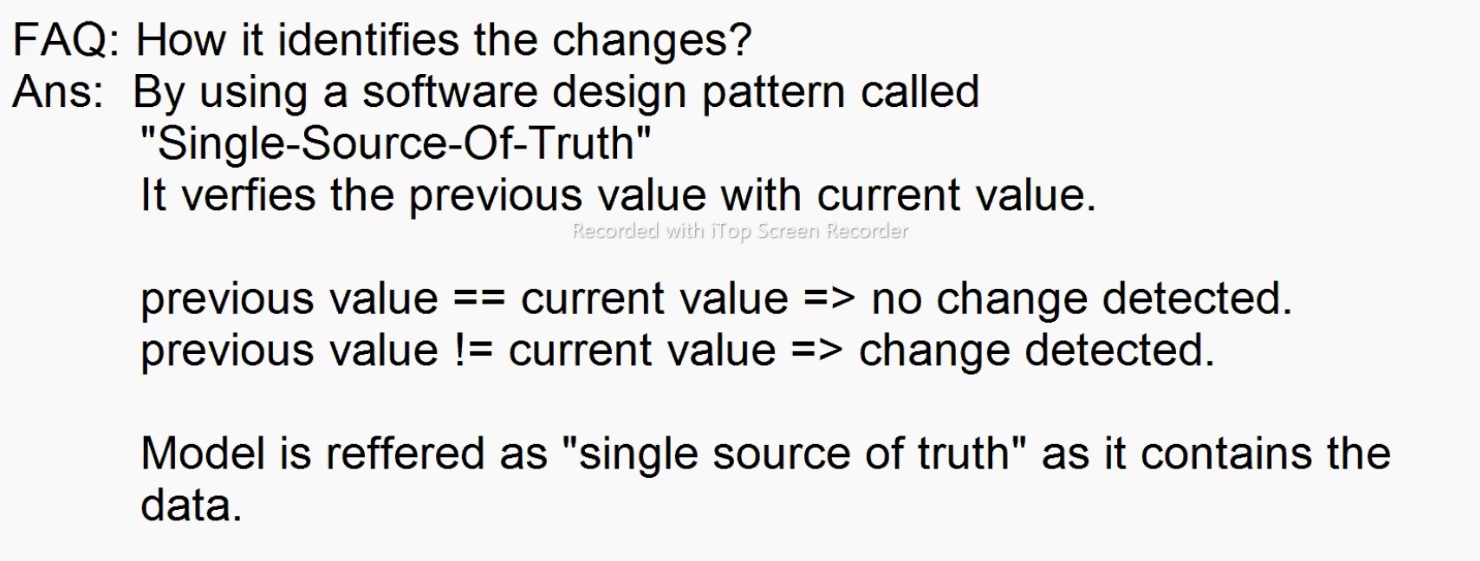 FAQ: How it identifies the changes?
Ans: By using a software design pattern called
"Single-Source-Of-Truth"
It verfies the previous value with current value.
Recorded with iTop Screen Recorder
previous value == current value => no change detected.
previous value != current value => change detected.
Model is reffered as "single source of truth" as it contains the
data.